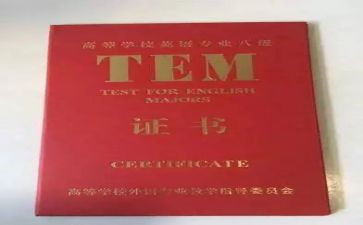 高等学校英语专业八级
TEM
TEST FOR ENGLISH
MAJORS
证书
CERTIFICATE
高等学校外语专业教学指导委员会